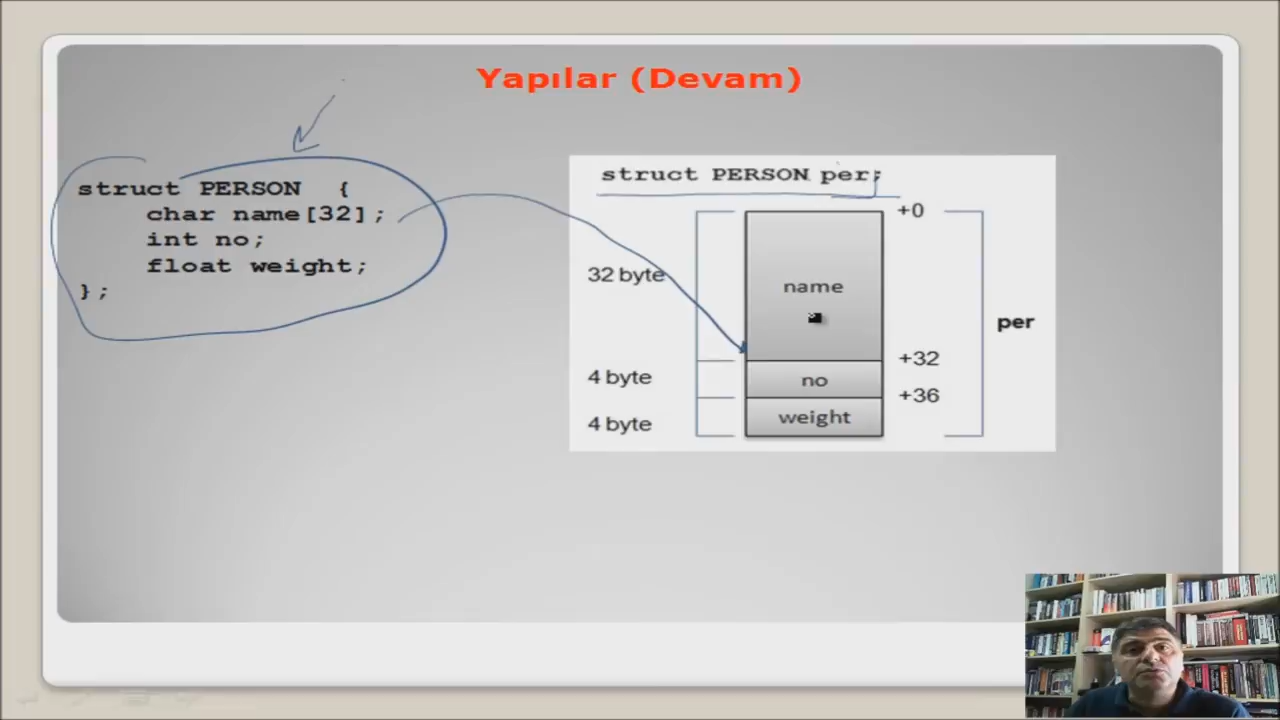 Yapılar (Devam)
struct PERSON {
char name[32];
int no;
float weight;
};
struct PERSON per;
+0
32 byte
name
per
+32
4 byte
no
+36
4 byte
weight